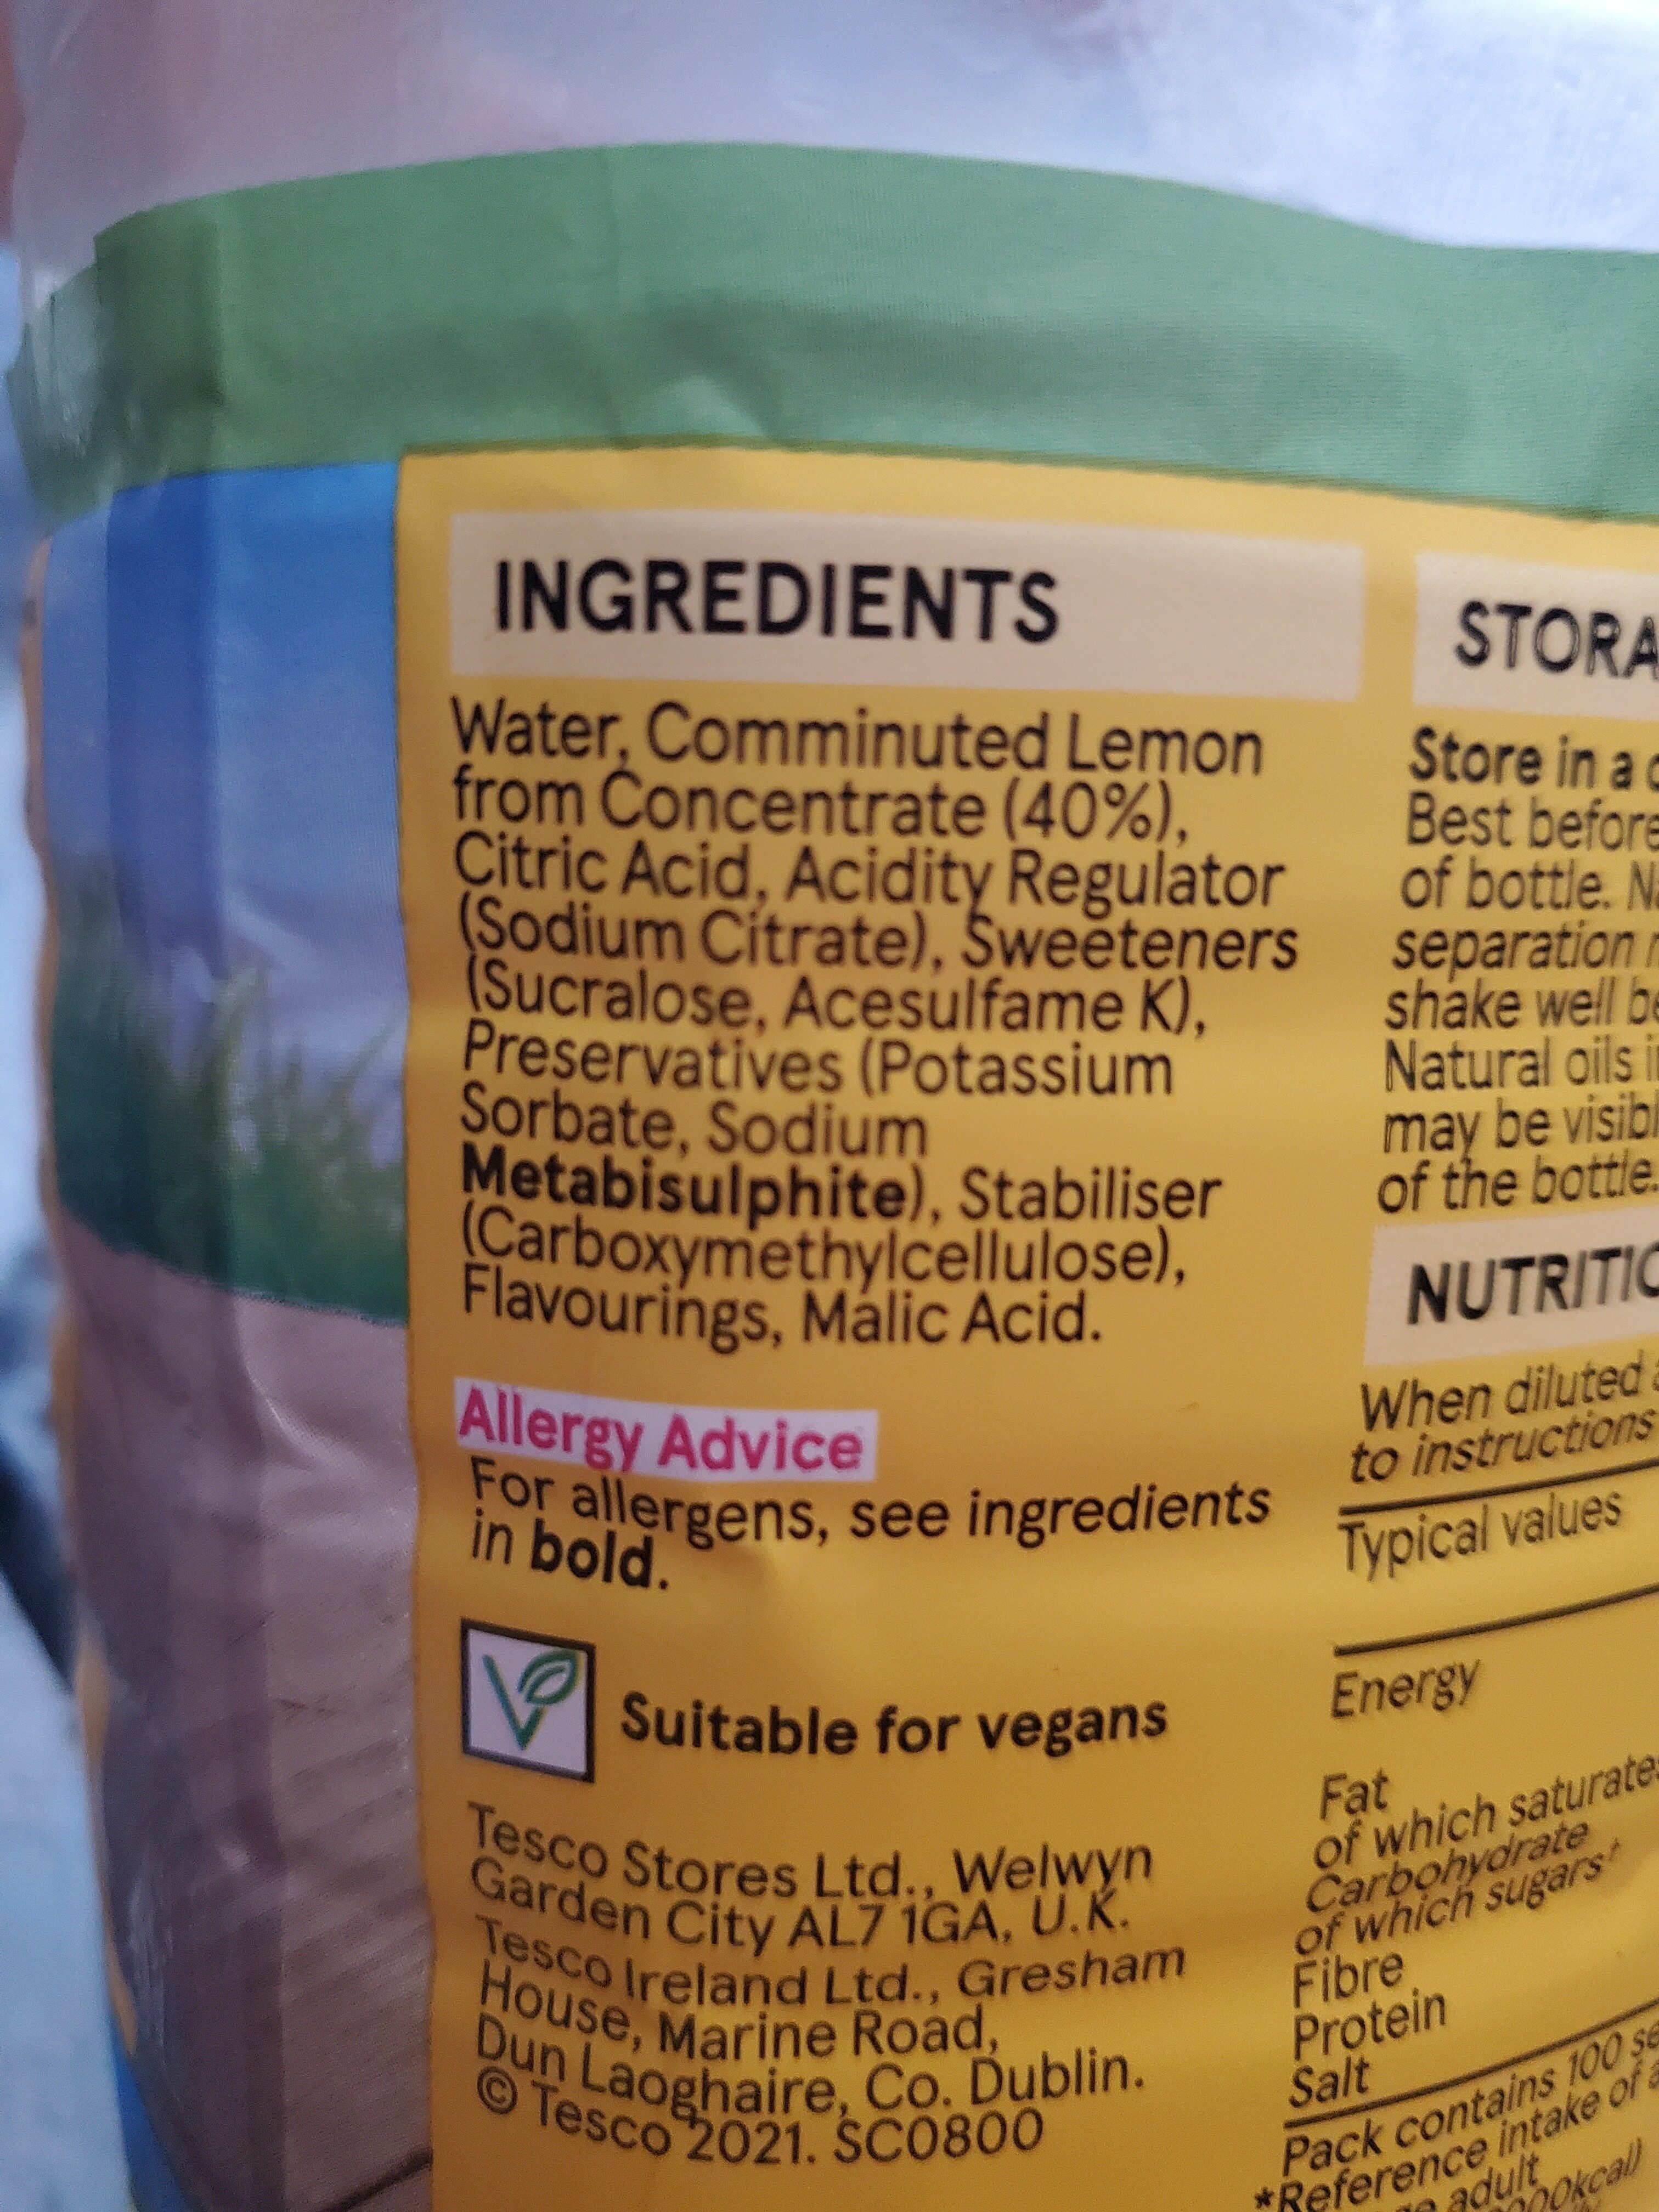 INGREDIENTS
Water, Comminuted Lemon
from Concentrate (40%),
Citric Acid, Acidity Regulator
(Sodium Citrate), Sweeteners
(Sucralose, Acesulfame K),
Preservatives (Potassium
Sorbate, Sodium
Metabisulphite), Stabiliser
(Carboxymethylcellulose),
Flavourings, Malic Acid.
Allergy Advice
For allergens, see ingredients
in bold.
Suitable for vegans
Tesco Stores Ltd., Welwyn
Garden City AL7 1GA, U.K.
Tesco Ireland Ltd., Gresham
House, Marine Road,
Dun Laoghaire, Co. Dublin.
© Tesco 2021. SC0800
Store in a
Best before
of bottle.
separation
shake well
Natural oils
may be
of the bottle.
When diluted
to instructions
Typical values
Energy
Fat
of which saturates
Carbohydrate
of which sugars†
Fibre
Protein
Salt
Pack contains 100
*Reference intake of
adult